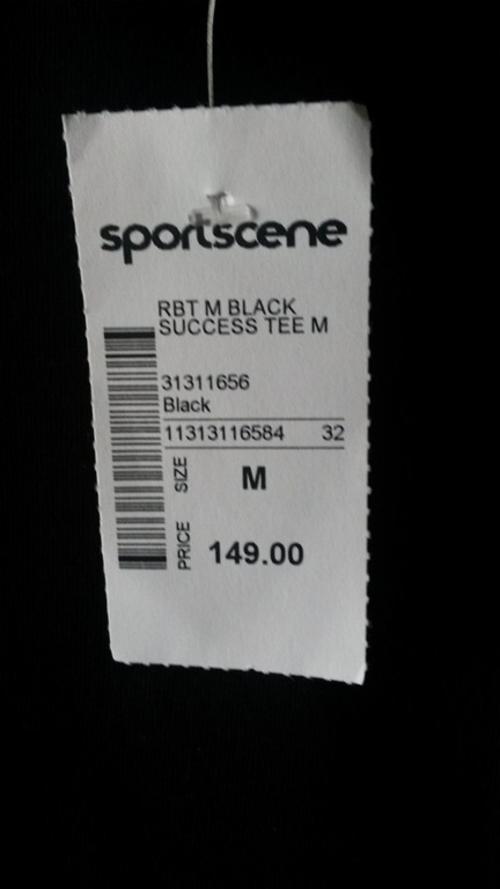 sportscene
RBT M BLACK
SUCCESS TEE M
31311656
Black
11313116584 32
SIZE M
PRICE 149.00